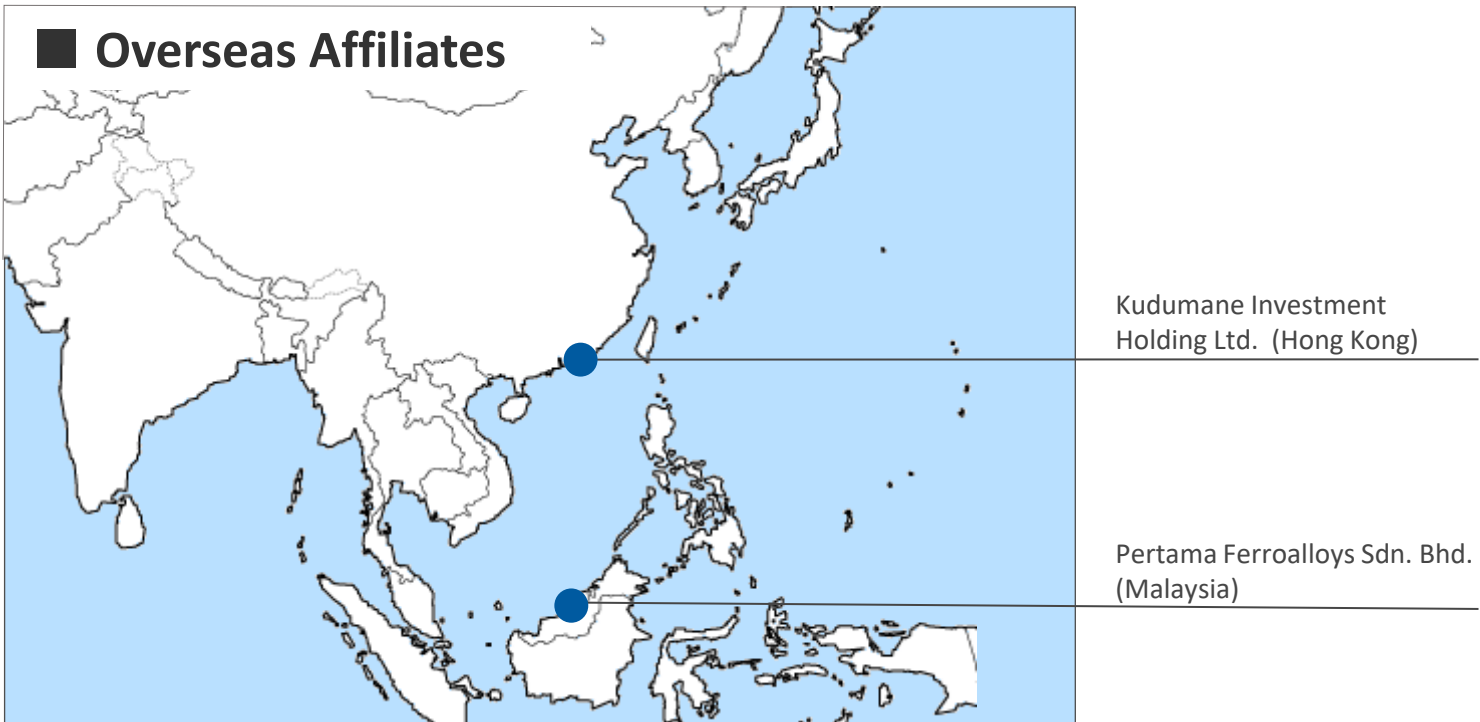 ■ Overseas Affiliates
Kudumane Investment
Holding Ltd. (Hong Kong)
Pertama Ferroalloys Sdn. Bhd.
(Malaysia)